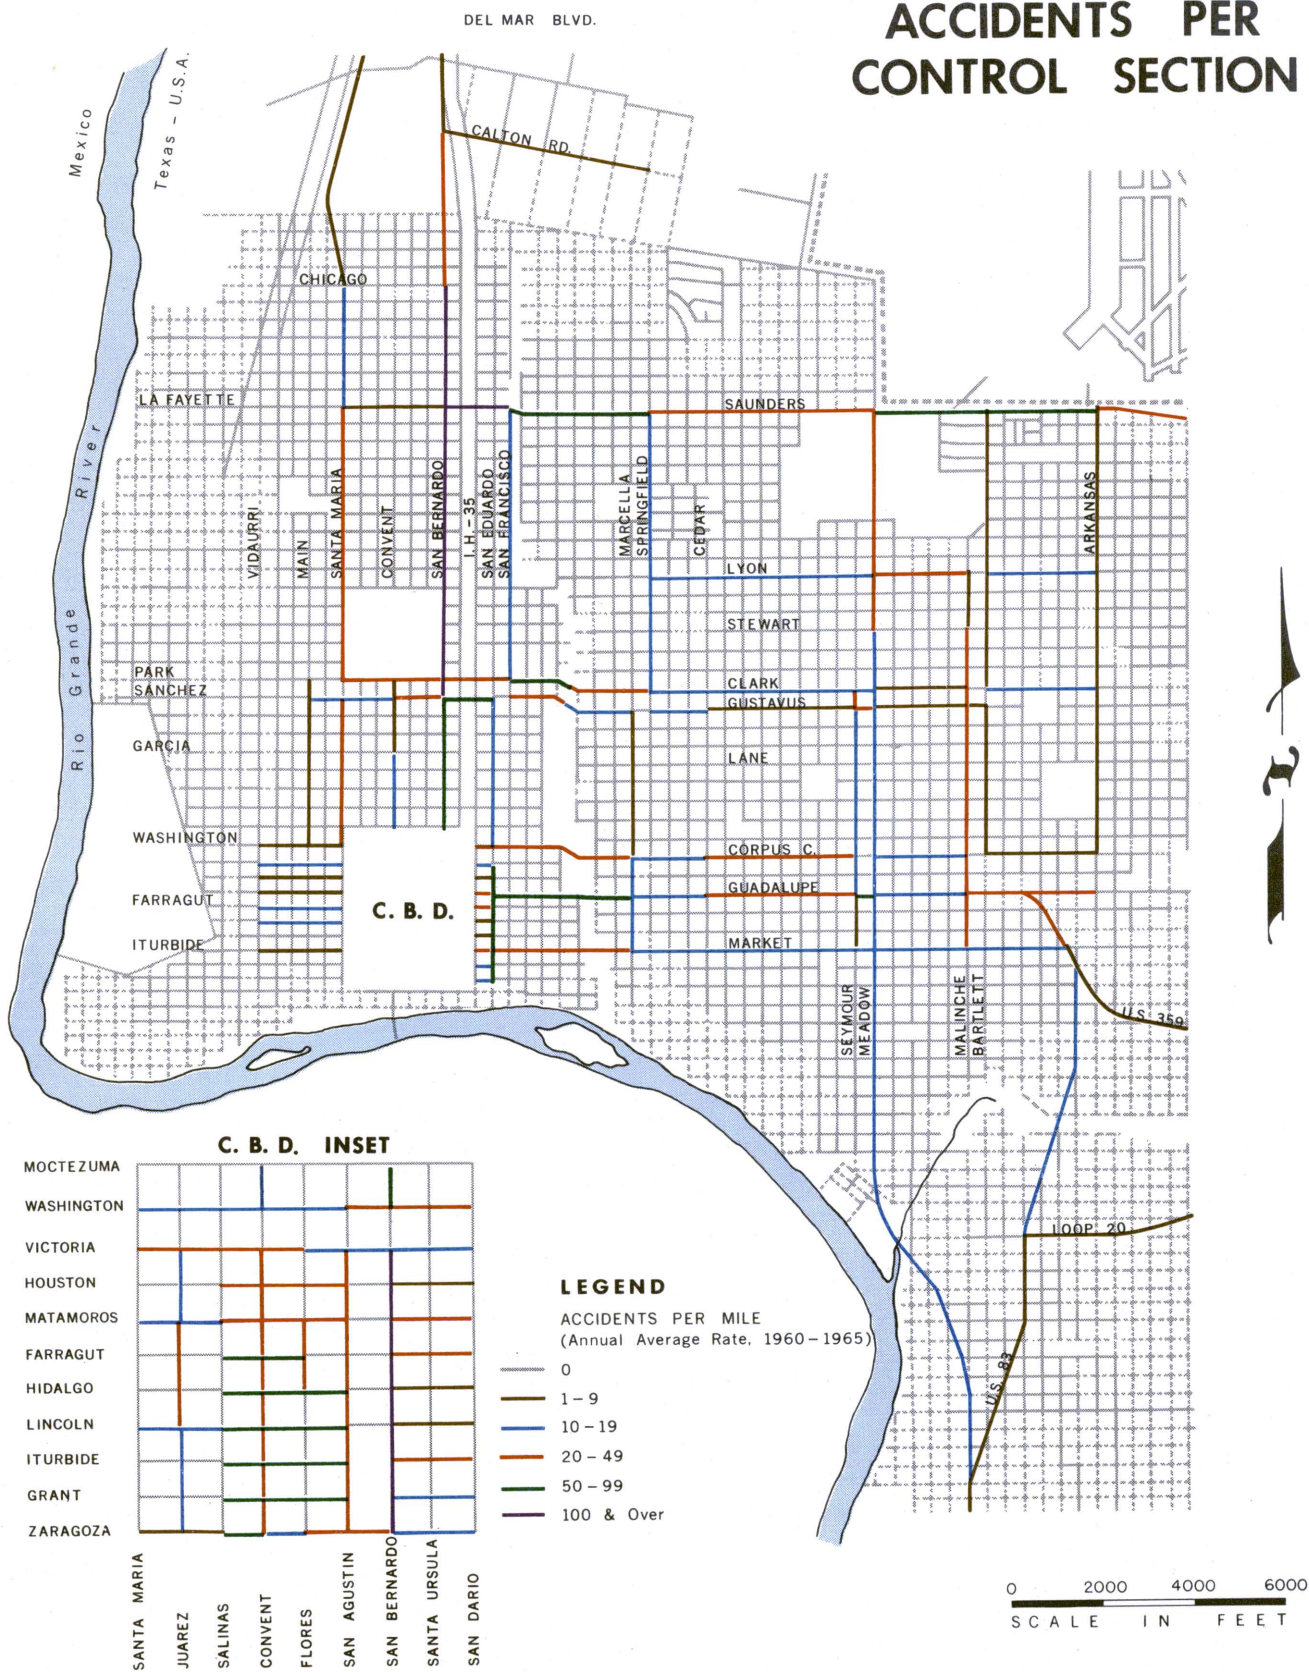 DEL MAR BLVD.
ACCIDENTS PER
CONTROL SECTION
Mexico
Texas - U.S.A.
CALTON RD.
CHICAGO
LA FAYETTE
SAUNDERS
Rio Grande River
VIDAURRI
MAIN
SANTA MARIA
CONVENT
SAN BERNARDO
I.H.-35
SAN EDUARDO
SAN FRANCISCO
MARCELLA
SPRINGFIELD
CEDAR
ARKANSAS
LYON
STEWART
PARK
SANCHEZ
CLARK
GUSTAVUS
GARCIA
LANE
WASHINGTON
CORPUS C.
GUADALUPE
FARRAGUT
C. B. D.
ITURBIDE
MARKET
SEYMOUR
MEADOW
MALINCHE
BARTLETT
U.S. 359
LOOP 20
U.S. 83
C. B. D. INSET
MOCTEZUMA
WASHINGTON
VICTORIA
HOUSTON
MATAMOROS
FARRAGUT
HIDALGO
LINCOLN
ITURBIDE
GRANT
ZARAGOZA
SANTA MARIA
JUAREZ
SALINAS
CONVENT
FLORES
SAN AGUSTIN
SAN BERNARDO
SANTA URSULA
SAN DARIO
LEGEND
ACCIDENTS PER MILE
(Annual Average Rate, 1960-1965)
0
1-9
10-19
20-49
50-99
100 & Over
0 2000 4000 6000
SCALE IN FEET